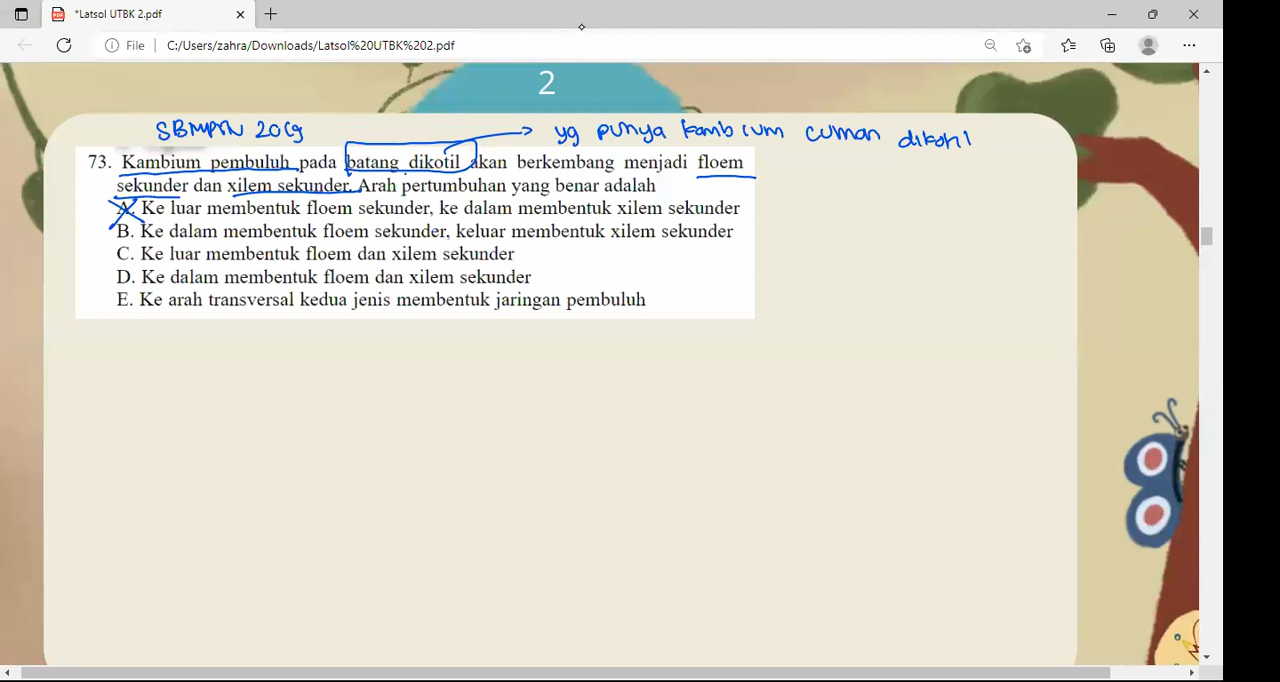 *Latsol UTBK 2.pdf
File
C:/Users/zahra/Downloads/Latsol%20UTBK%202.pdf
2
SBMPTN 2019
yg punya kambium cuman dikotil
73. Kambium pembuluh pada batang dikotil akan berkembang menjadi floem
sekunder dan xilem sekunder. Arah pertumbuhan yang benar adalah
A. Ke luar membentuk floem sekunder, ke dalam membentuk xilem sekunder
B. Ke dalam membentuk floem sekunder, keluar membentuk xilem sekunder
C. Ke luar membentuk floem dan xilem sekunder
D. Ke dalam membentuk floem dan xilem sekunder
E. Ke arah transversal kedua jenis membentuk jaringan pembuluh